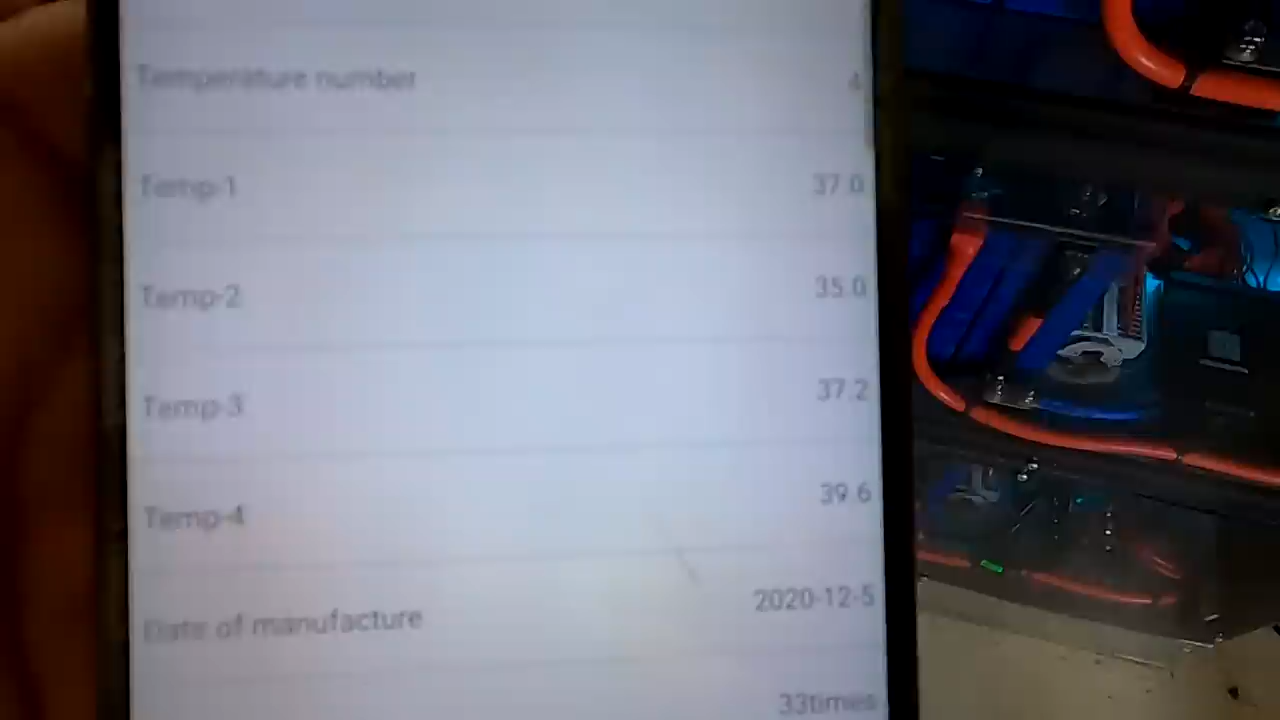 Temperature number 4
Temp-1 37.0
Temp-2 35.0
Temp-3 37.2
Temp-4 39.6
Date of manufacture 2020-12-5
33times